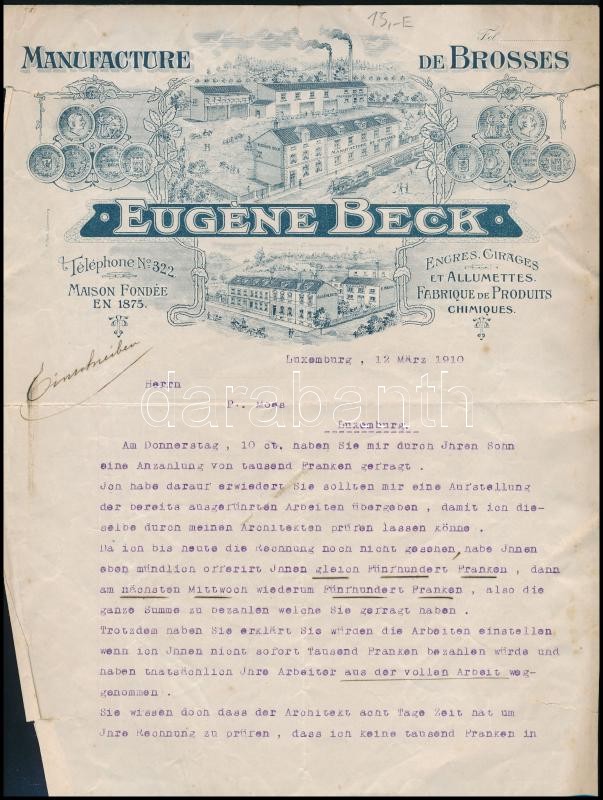 15,-E
Tel
MANUFACTURE DE BROSSES
EUGÈNE BECK
Téléphone No 322
MAISON FONDÉE
EN 1875.
ENCRES, CIRAGES
ET ALLUMETTES.
FABRIQUE DE PRODUITS
CHIMIQUES.
Einschreiben
Luxemburg , 12 März 1910
Herrn
P.. Moes
Luxemburg.
darabanth
Am Donnerstag , 10 ct. haben Sie mir durch Jhren Sohn
eine Anzahlung von tausend Franken gefragt .
Jch habe darauf erwiedert Sie sollten mir eine Aufstellung
der bereits ausgeführten Arbeiten übergeben , damit ich die-
selbe durch meinen Architekten prüfen lassen könne .
Da ich bis heute die Rechnung noch nicht gesehen, habe Jhnen
eben mündlich offerirt Jhnen gleich Fünfhundert Franken , dann
am nächsten Mittwoch wiederum Fünfhundert Franken , also die
ganze Summe zu bezahlen welche Sie gefragt haben .
Trotzdem haben Sie erklärt Sie würden die Arbeiten einstellen
wenn ich Jhnen nicht sofort Tausend Franken bezahlen würde und
haben thatsächlich Jhre Arbeiter aus der vollen Arbeit weg-
genommen .
Sie wissen doch dass der Architekt acht Tage Zeit hat um
Jhre Rechnung zu prüfen , dass ich keine tausend Franken in